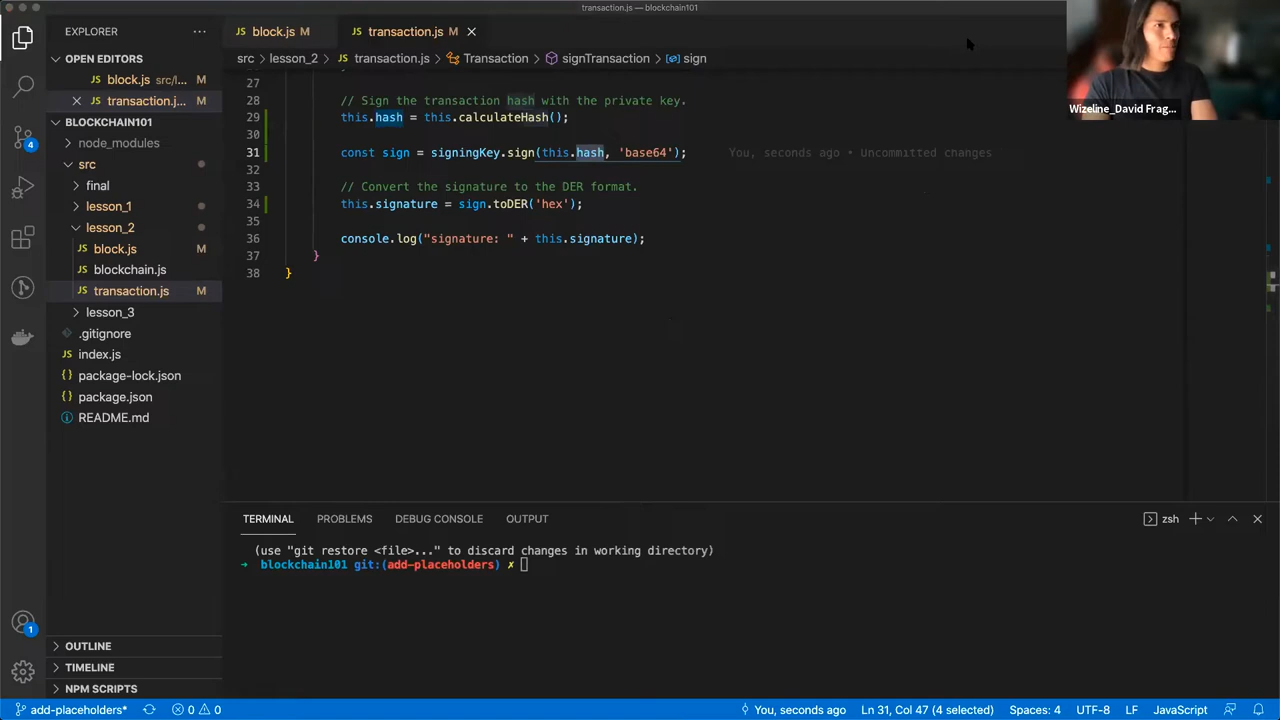 transaction.js — blockchain101
EXPLORER
OPEN EDITORS
JS block.js src/l... M
JS transaction.j... M
BLOCKCHAIN101
node_modules
src
final
lesson_1
lesson_2
JS block.js M
JS blockchain.js
JS transaction.js M
lesson_3
.gitignore
JS index.js
{} package-lock.json
{} package.json
README.md
OUTLINE
TIMELINE
NPM SCRIPTS
4
1
JS block.js M
JS transaction.js M
src > lesson_2 > JS transaction.js > Transaction > signTransaction > sign
27
28 // Sign the transaction hash with the private key.
29 this.hash = this.calculateHash();
30
31 const sign = signingKey.sign(this.hash, 'base64'); You, seconds ago • Uncommitted changes
32
33 // Convert the signature to the DER format.
34 this.signature = sign.toDER('hex');
35
36 console.log("signature: " + this.signature);
37 }
38 }
Wizeline_David Frag...
TERMINAL PROBLEMS DEBUG CONSOLE OUTPUT
zsh
(use "git restore <file>..." to discard changes in working directory)
➜ blockchain101 git:(add-placeholders) ✗
add-placeholders* 0 0 You, seconds ago Ln 31, Col 47 (4 selected) Spaces: 4 UTF-8 LF JavaScript